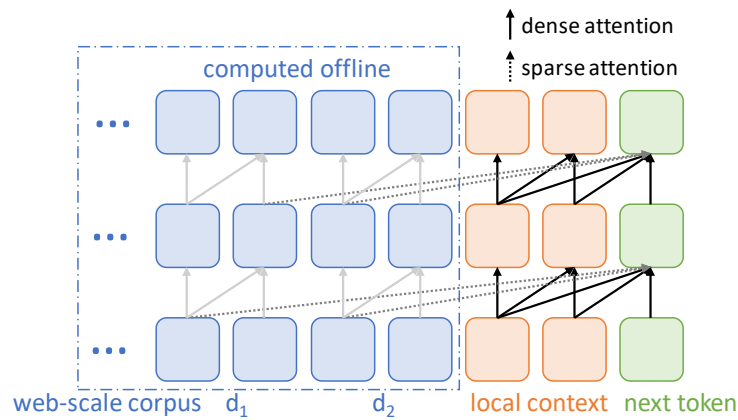 dense attention
computed offline
sparse attention
...
...
...
web-scale corpus d₁ d₂ local context next token